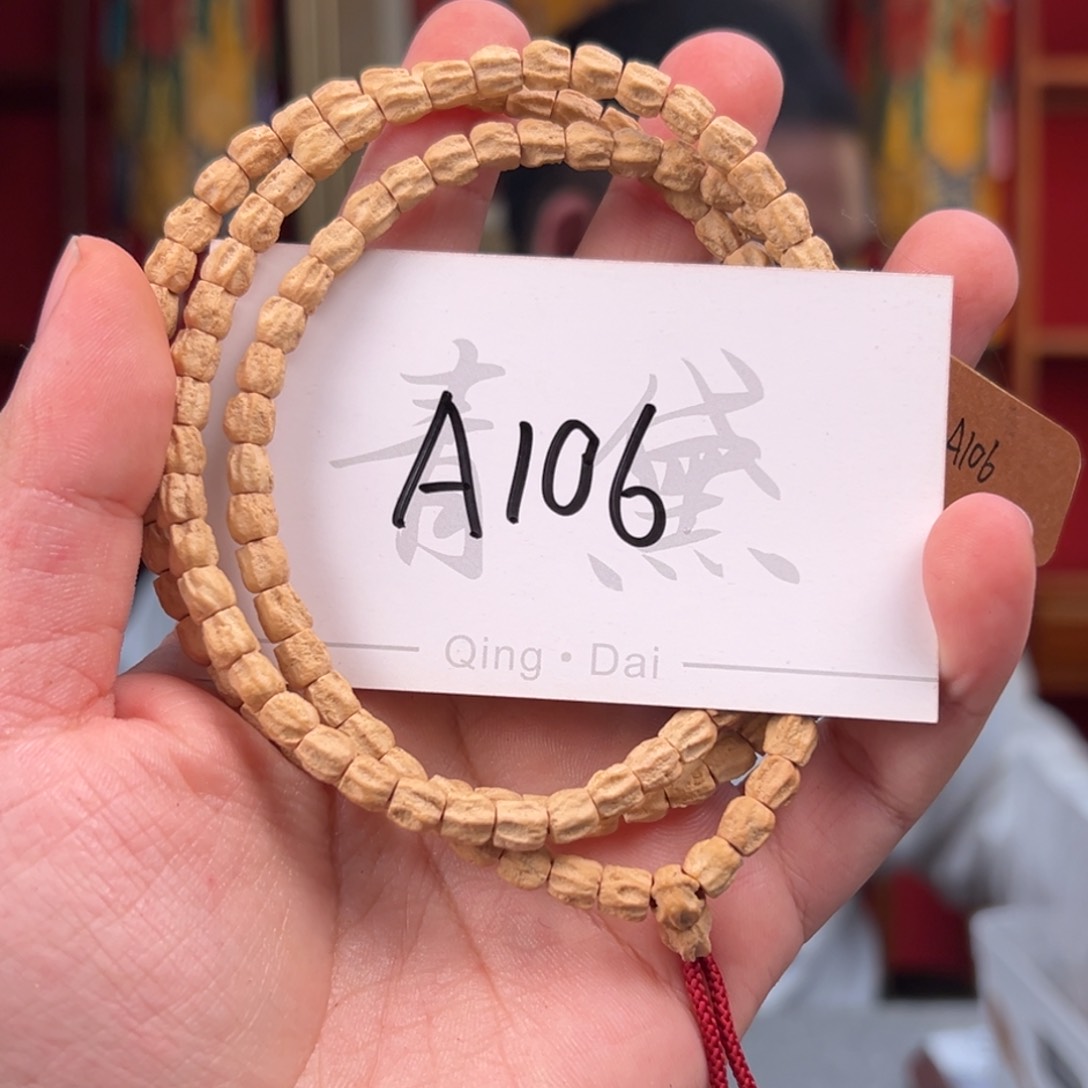 青黛
A106
Qing • Dai
A106